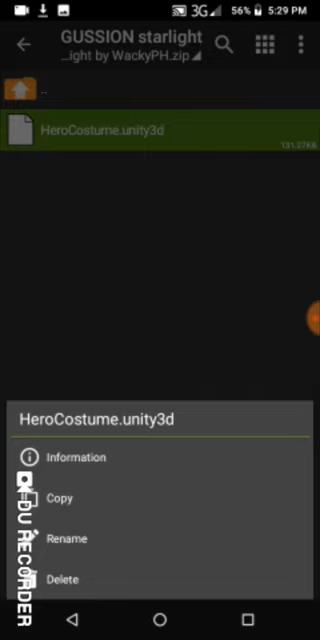 3G 56% 5:29 PM
GUSSION starlight
...ight by WackyPH.zip
..
HeroCostume.unity3d
131.27KB
HeroCostume.unity3d
Information
Copy
Rename
Delete
DU RECORDER